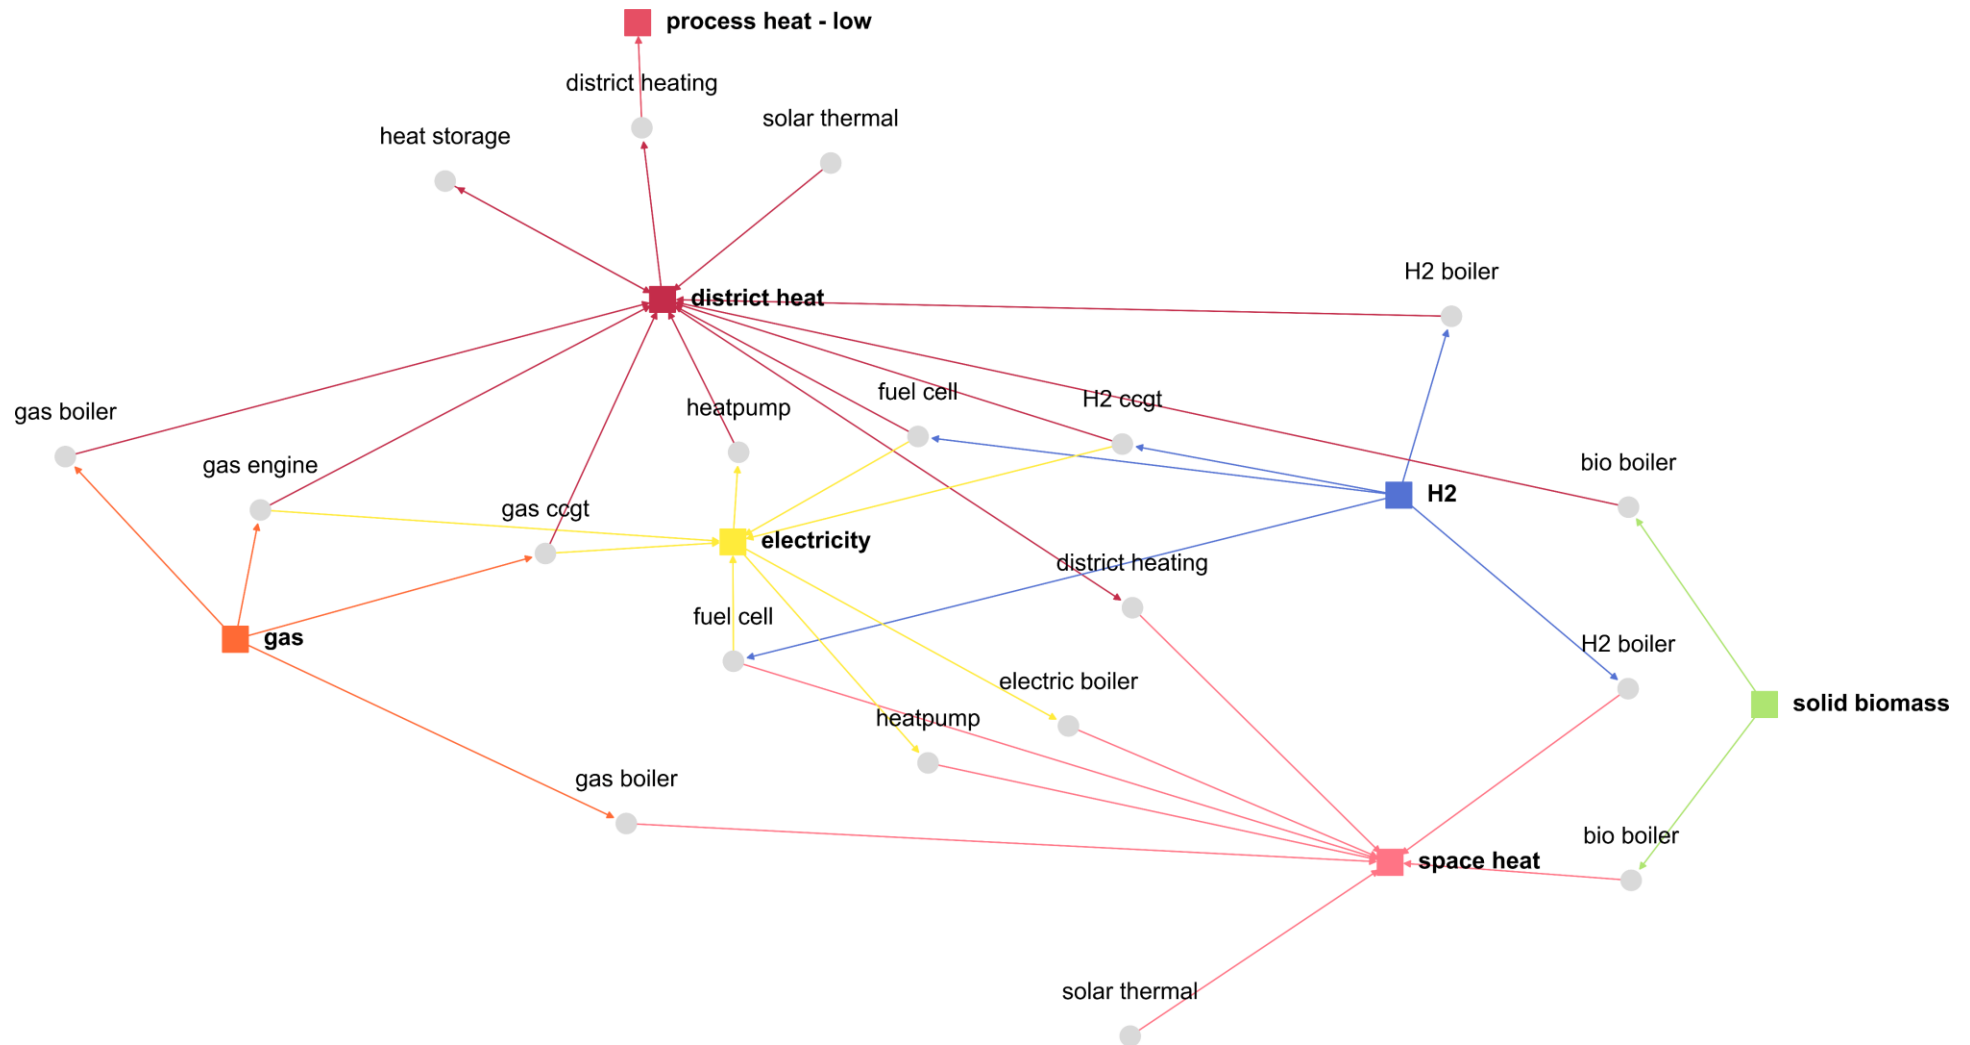 process heat - low
district heating
solar thermal
heat storage
H2 boiler
district heat
fuel cell
H2 ccgt
heatpump
gas boiler
gas engine
bio boiler
H2
gas ccgt
electricity
district heating
fuel cell
gas
H2 boiler
electric boiler
solid biomass
heatpump
gas boiler
bio boiler
space heat
solar thermal